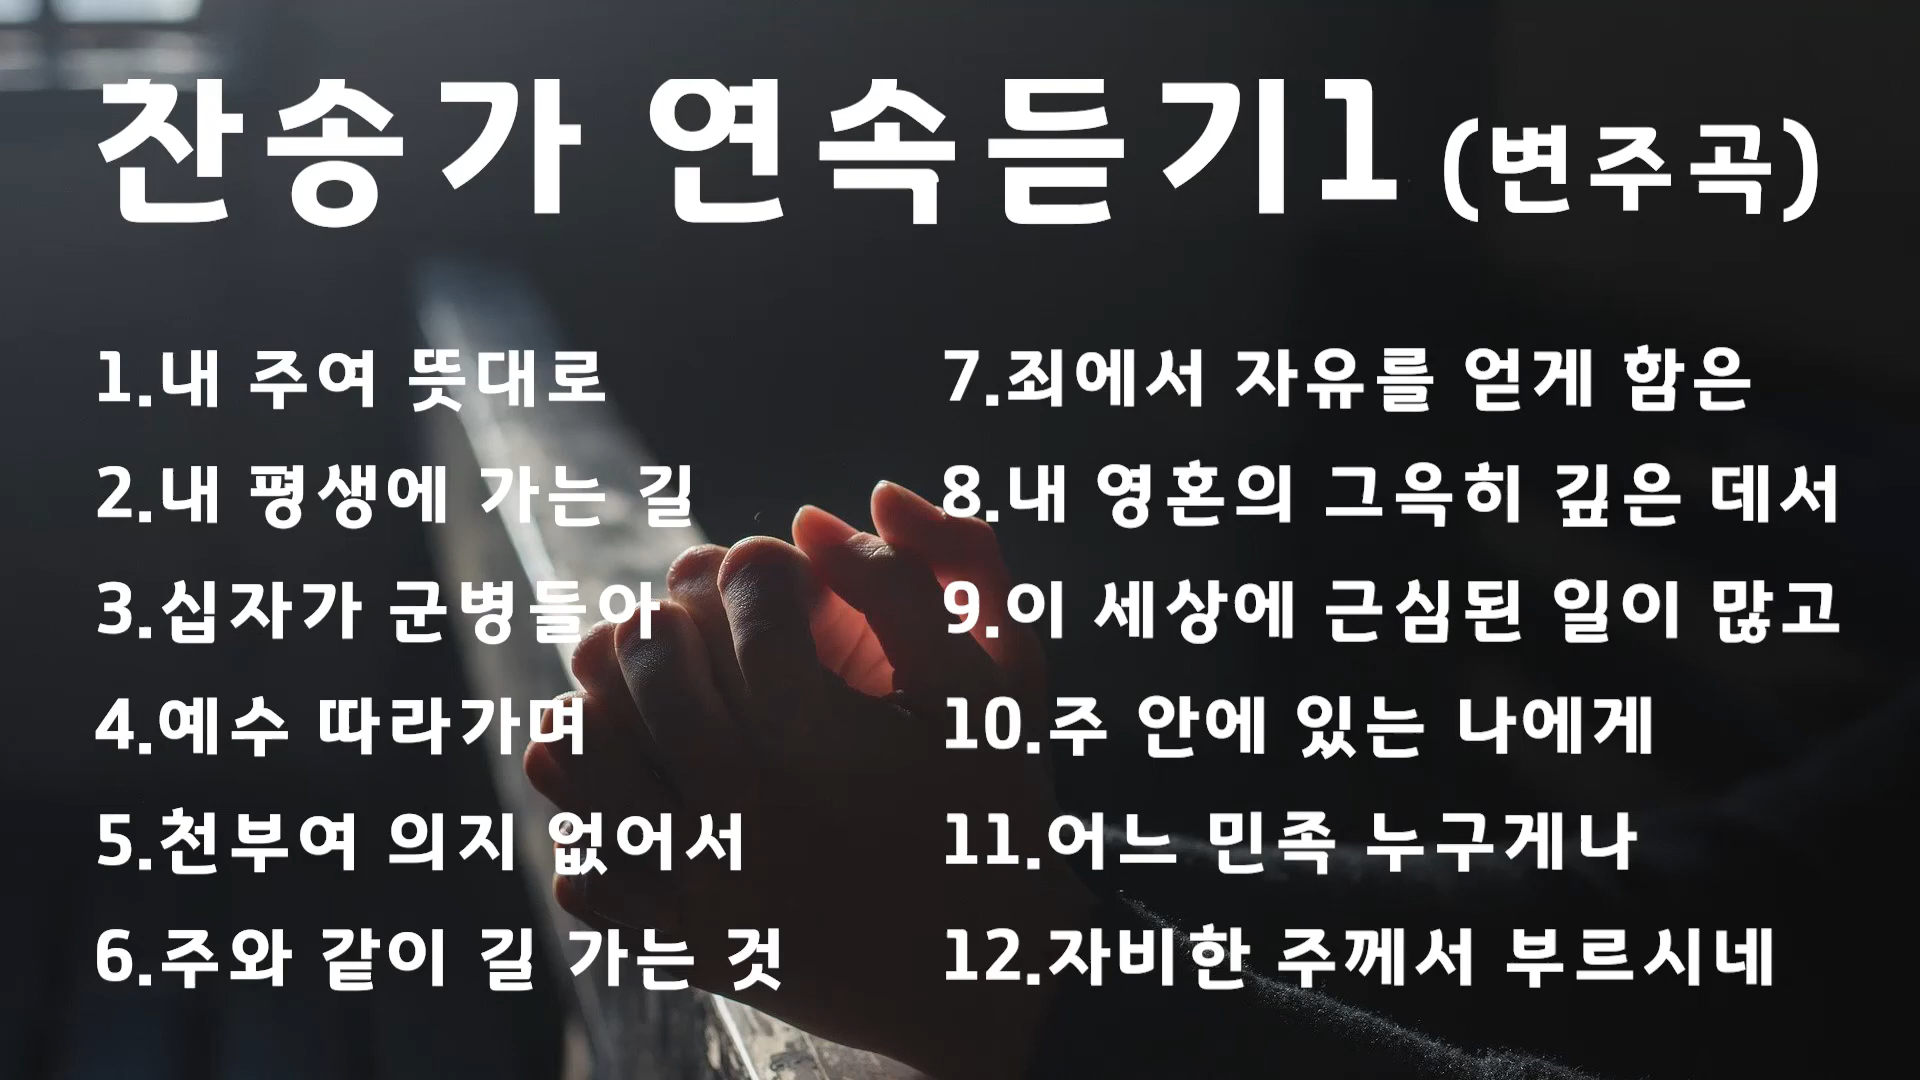 찬송가 연속듣기1 (변주곡)
1.내 주여 뜻대로
2.내 평생에 가는 길
3.십자가 군병들아
4.예수 따라가며
5.천부여 의지 없어서
6.주와 같이 길 가는 것
7.죄에서 자유를 얻게 함은
8.내 영혼의 그윽히 깊은 데서
9.이 세상에 근심된 일이 많고
10.주 안에 있는 나에게
11.어느 민족 누구게나
12.자비한 주께서 부르시네